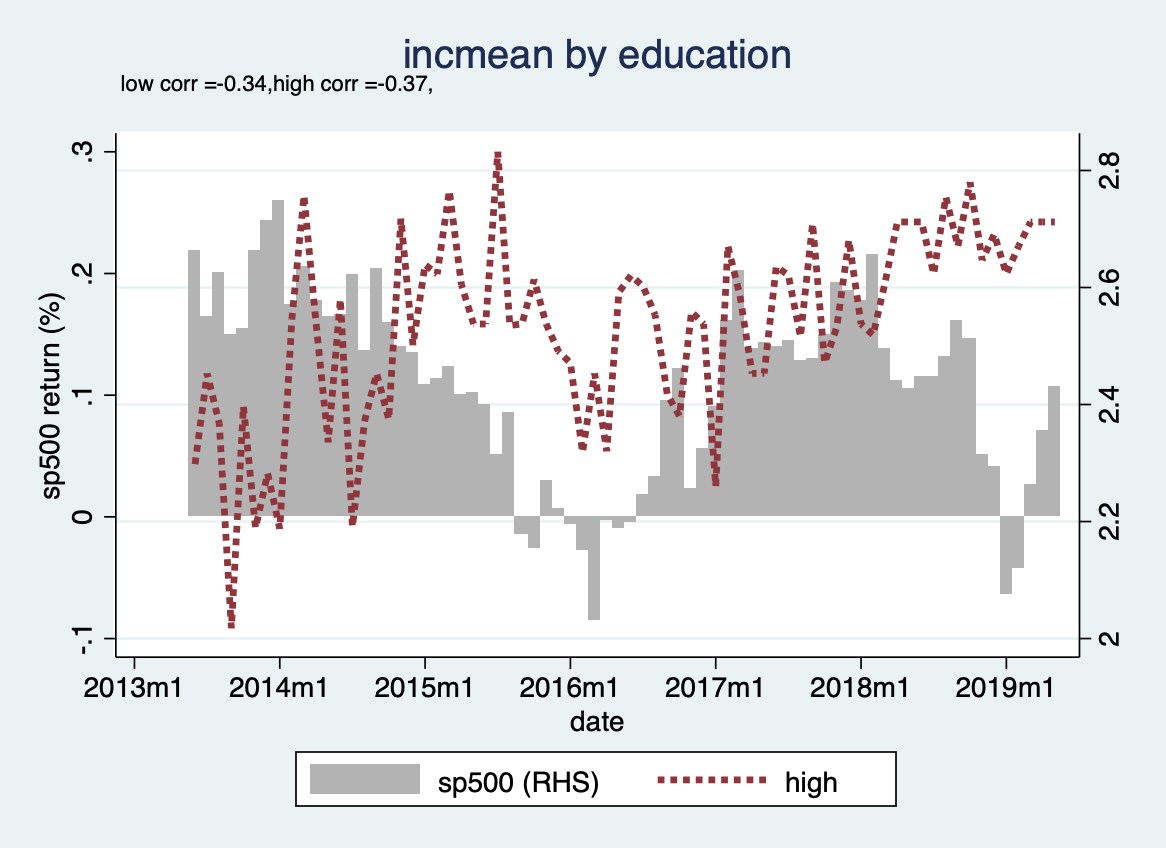 incmean by education
low corr =-0.34,high corr =-0.37,
sp500 return (%)
.3
.2
.1
0
-.1
2.8
2.6
2.4
2.2
2
2013m1 2014m1 2015m1 2016m1 2017m1 2018m1 2019m1
date
sp500 (RHS) high